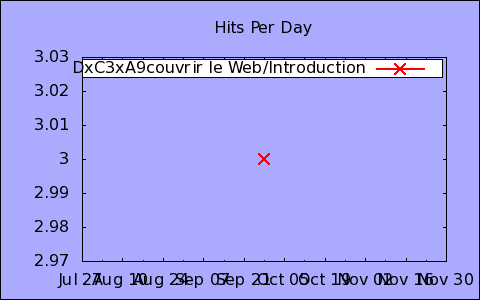 Hits Per Day
3.03
DxC3xA9couvrir le Web/Introduction
3.02
3.01
3
2.99
2.98
2.97
Jul 27 Aug 10 Aug 24 Sep 07 Sep 21 Oct 05 Oct 19 Nov 02 Nov 16 Nov 30